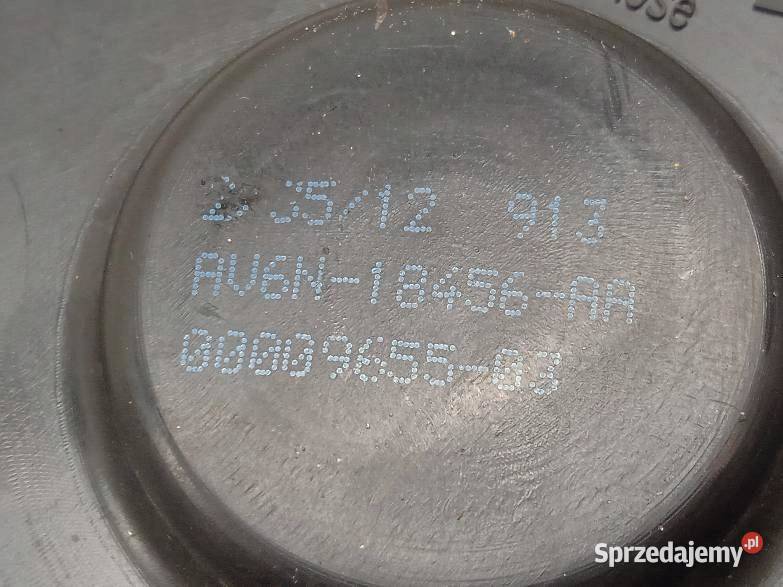 35/12 913
AV6N-18456-AA
00009655-03
Sprzedajemy.pl